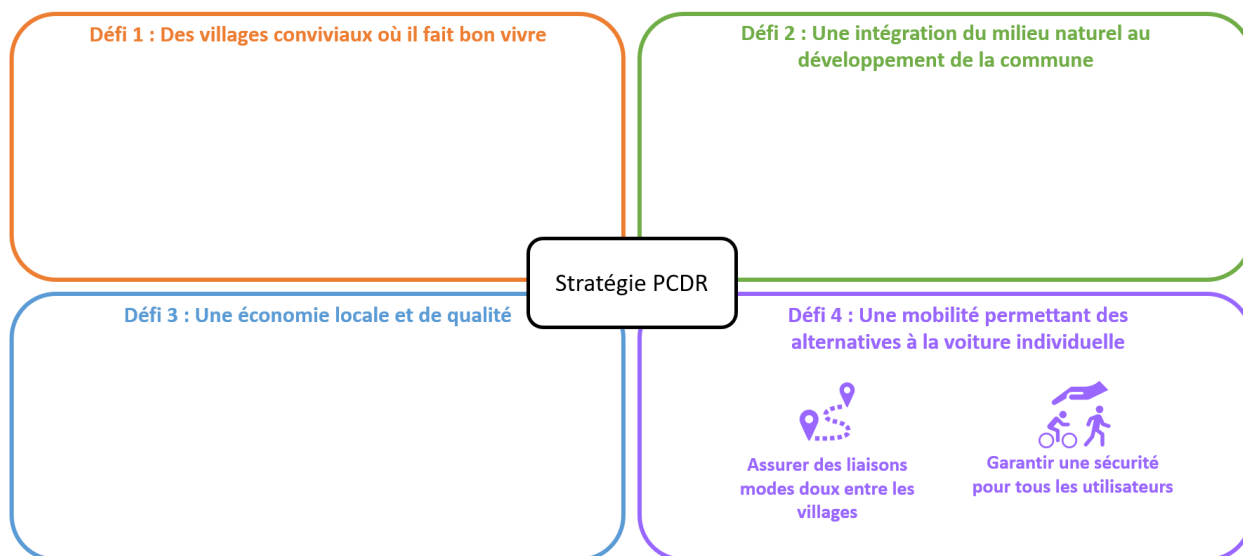 Défi 1 : Des villages conviviaux où il fait bon vivre
Défi 2 : Une intégration du milieu naturel au
développement de la commune
Stratégie PCDR
Défi 3 : Une économie locale et de qualité
Défi 4 : Une mobilité permettant des
alternatives à la voiture individuelle
Assurer des liaisons
modes doux entre les
villages
Garantir une sécurité
pour tous les utilisateurs